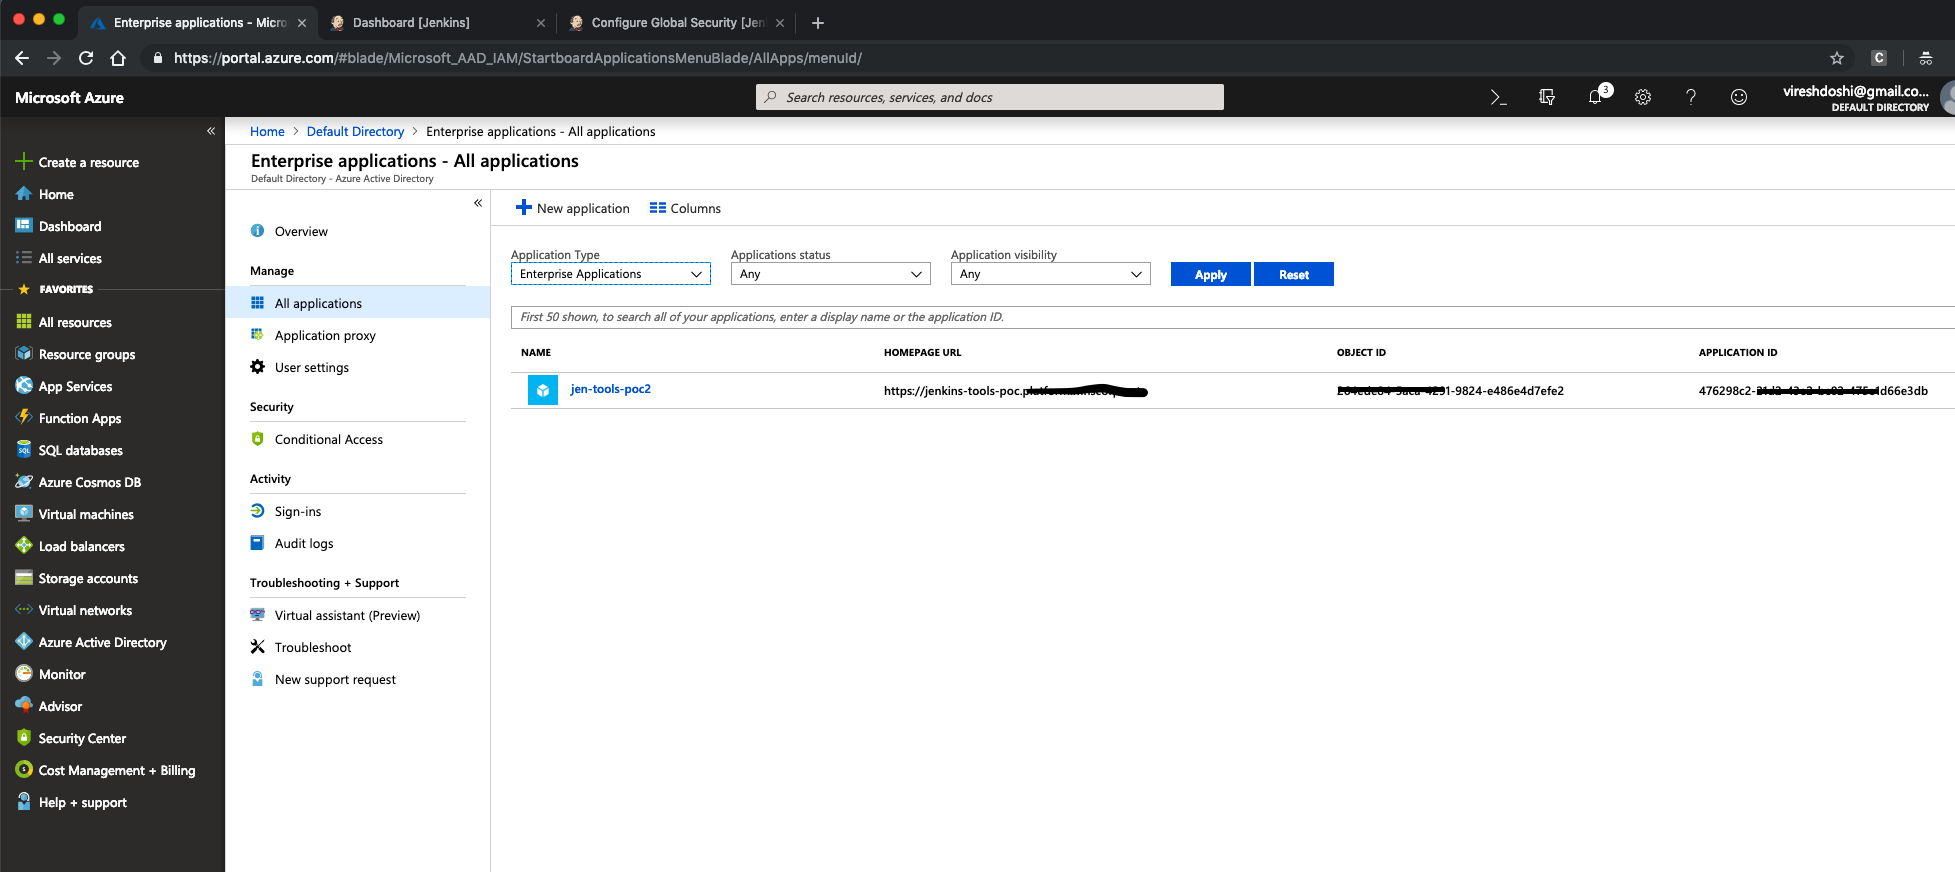 Enterprise applications - Micro
Dashboard [Jenkins]
Configure Global Security [Jen
https://portal.azure.com/#blade/Microsoft_AAD_IAM/StartboardApplicationsMenuBlade/AllApps/menuId/
C
Microsoft Azure
Search resources, services, and docs
3
vireshdoshi@gmail.co...
DEFAULT DIRECTORY
Create a resource
Home
Dashboard
All services
FAVORITES
All resources
Resource groups
App Services
Function Apps
SQL databases
Azure Cosmos DB
Virtual machines
Load balancers
Storage accounts
Virtual networks
Azure Active Directory
Monitor
Advisor
Security Center
Cost Management + Billing
Help + support
Home > Default Directory > Enterprise applications - All applications
Enterprise applications - All applications
Default Directory - Azure Active Directory
Overview
Manage
All applications
Application proxy
User settings
Security
Conditional Access
Activity
Sign-ins
Audit logs
Troubleshooting + Support
Virtual assistant (Preview)
Troubleshoot
New support request
New application Columns
Application Type Applications status Application visibility
Enterprise Applications Any Any Apply Reset
First 50 shown, to search all of your applications, enter a display name or the application ID.
NAME HOMEPAGE URL OBJECT ID APPLICATION ID
jen-tools-poc2 https://jenkins-tools-poc. -9824-e486e4d7efe2 476298c2- d66e3db